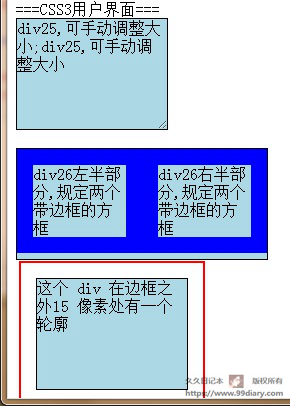 ===CSS3用户界面===
div25,可手动调整大
小;div25,可手动调
整大小
div26左半部
分,规定两个
带边框的方
框
div26右半部
分,规定两个
带边框的方
框
这个 div 在边框之
外15 像素处有一个
轮廓
久久日记本 版权所有
https://www.99diary.com